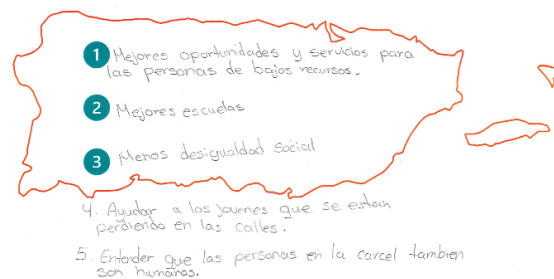 1 Mejores oportunidades y servicios para
las personas de bajos recursos.
2 Mejores escuelas
3 Menos desigualdad social
4. Ayudar a los jovenes que se estan
perdiendo en las calles.
5. Entender que las personas en la carcel tambien
son humanos.